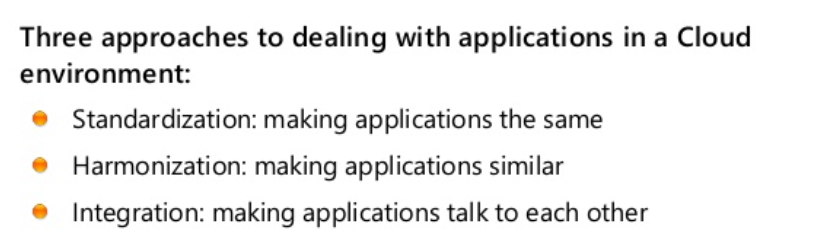 Three approaches to dealing with applications in a Cloud
environment:
Standardization: making applications the same
Harmonization: making applications similar
Integration: making applications talk to each other